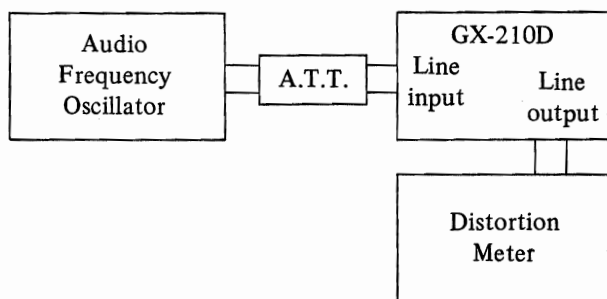 Audio
Frequency
Oscillator
A.T.T.
GX-210D
Line
input
Line
output
Distortion
Meter